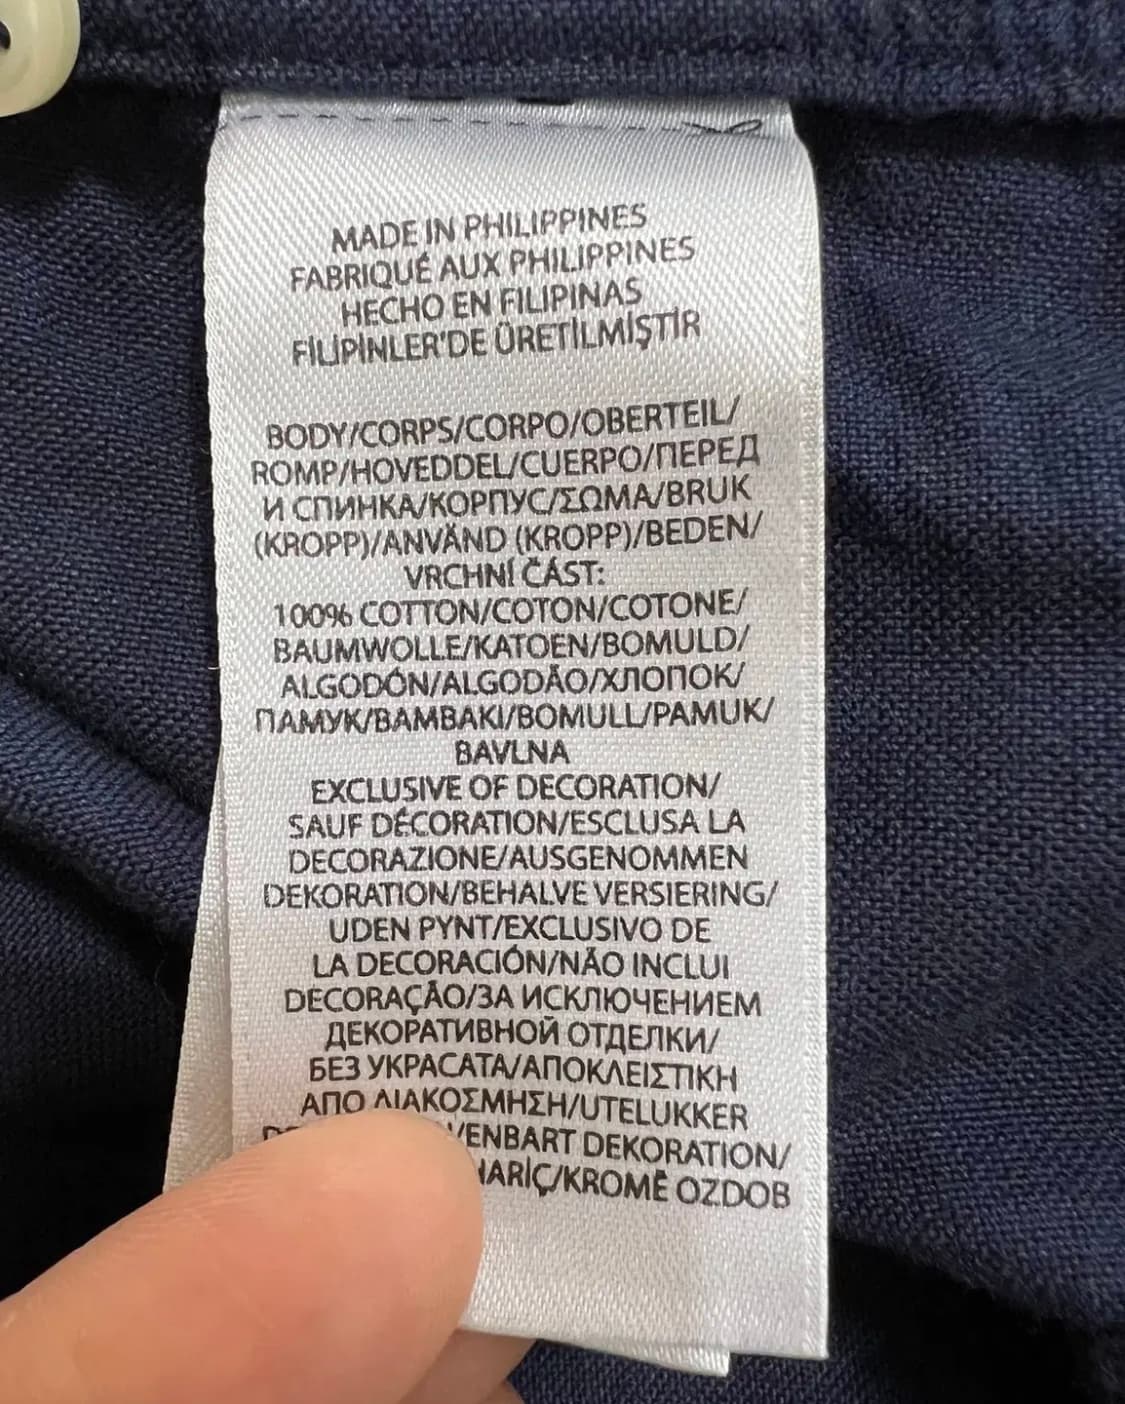 MADE IN PHILIPPINES
FABRIQUÉ AUX PHILIPPINES
HECHO EN FILIPINAS
FİLİPİNLER'DE ÜRETİLMİŞTİR
BODY/CORPS/CORPO/OBERTEIL/
ROMP/HOVEDDEL/CUERPO/ПЕРЕД
И СПИНКА/КОРПУС/ΣΩΜΑ/BRUK
(KROPP)/ANVÄND (KROPP)/BEDEN/
VRCHNÍ ČÁST:
100% COTTON/COTON/COTONE/
BAUMWOLLE/KATOEN/BOMULD/
ALGODÓN/ALGODÃO/ХЛОПОК/
ПАМУК/ΒΑΜΒΑΚΙ/BOMULL/PAMUK/
BAVLNA
EXCLUSIVE OF DECORATION/
SAUF DÉCORATION/ESCLUSA LA
DECORAZIONE/AUSGENOMMEN
DEKORATION/BEHALVE VERSIERING/
UDEN PYNT/EXCLUSIVO DE
LA DECORACIÓN/NÃO INCLUI
DECORAÇÃO/ЗА ИСКЛЮЧЕНИЕМ
ДЕКОРАТИВНОЙ ОТДЕЛКИ/
БЕЗ УКРАСАТА/ΑΠΟΚΛΕΙΣΤΙΚΗ
ΑΠΟ ΔΙΑΚΟΣΜΗΣΗ/UTELUKKER
DEKORATION/
HARİÇ/KROMĚ OZDOB